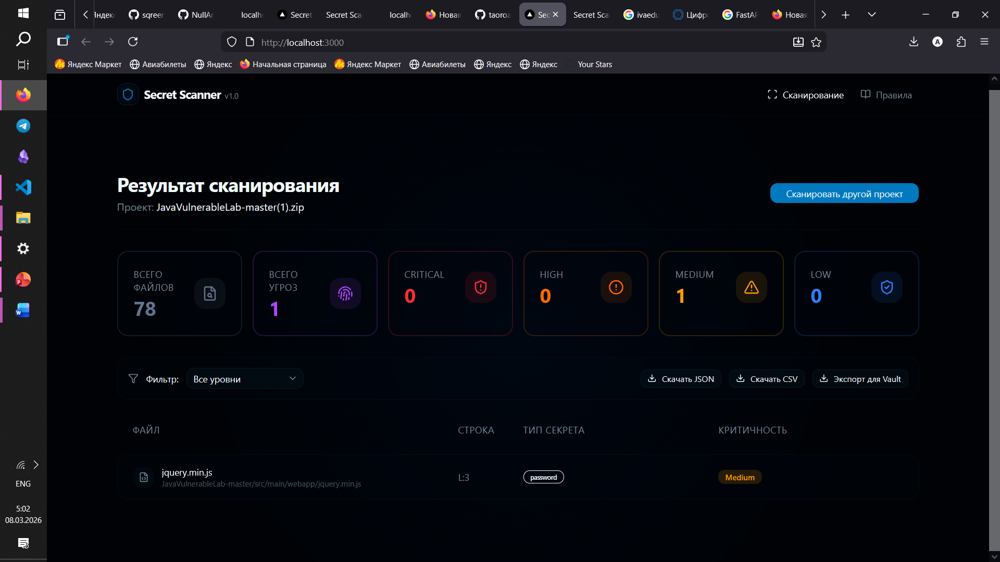 sqreen
NullAr
localho
Secret
Secret Sca
localho
Новая
taoroa
Sec
Secret Sca
ivaedu
Цифро
FastAP
Новая
http://localhost:3000
Яндекс Маркет
Авиабилеты
Яндекс
Начальная страница
Яндекс Маркет
Авиабилеты
Яндекс
Яндекс
Your Stars
Secret Scanner v1.0
Сканирование
Правила
Результат сканирования
Проект: JavaVulnerableLab-master(1).zip
Сканировать другой проект
ВСЕГО
ФАЙЛОВ
78
ВСЕГО
УГРОЗ
1
CRITICAL
0
HIGH
0
MEDIUM
1
LOW
0
Фильтр:
Все уровни
Скачать JSON
Скачать CSV
Экспорт для Vault
ФАЙЛ
СТРОКА
ТИП СЕКРЕТА
КРИТИЧНОСТЬ
jquery.min.js
JavaVulnerableLab-master/src/main/webapp/jquery.min.js
L:3
password
Medium
ENG
5:02
08.03.2026